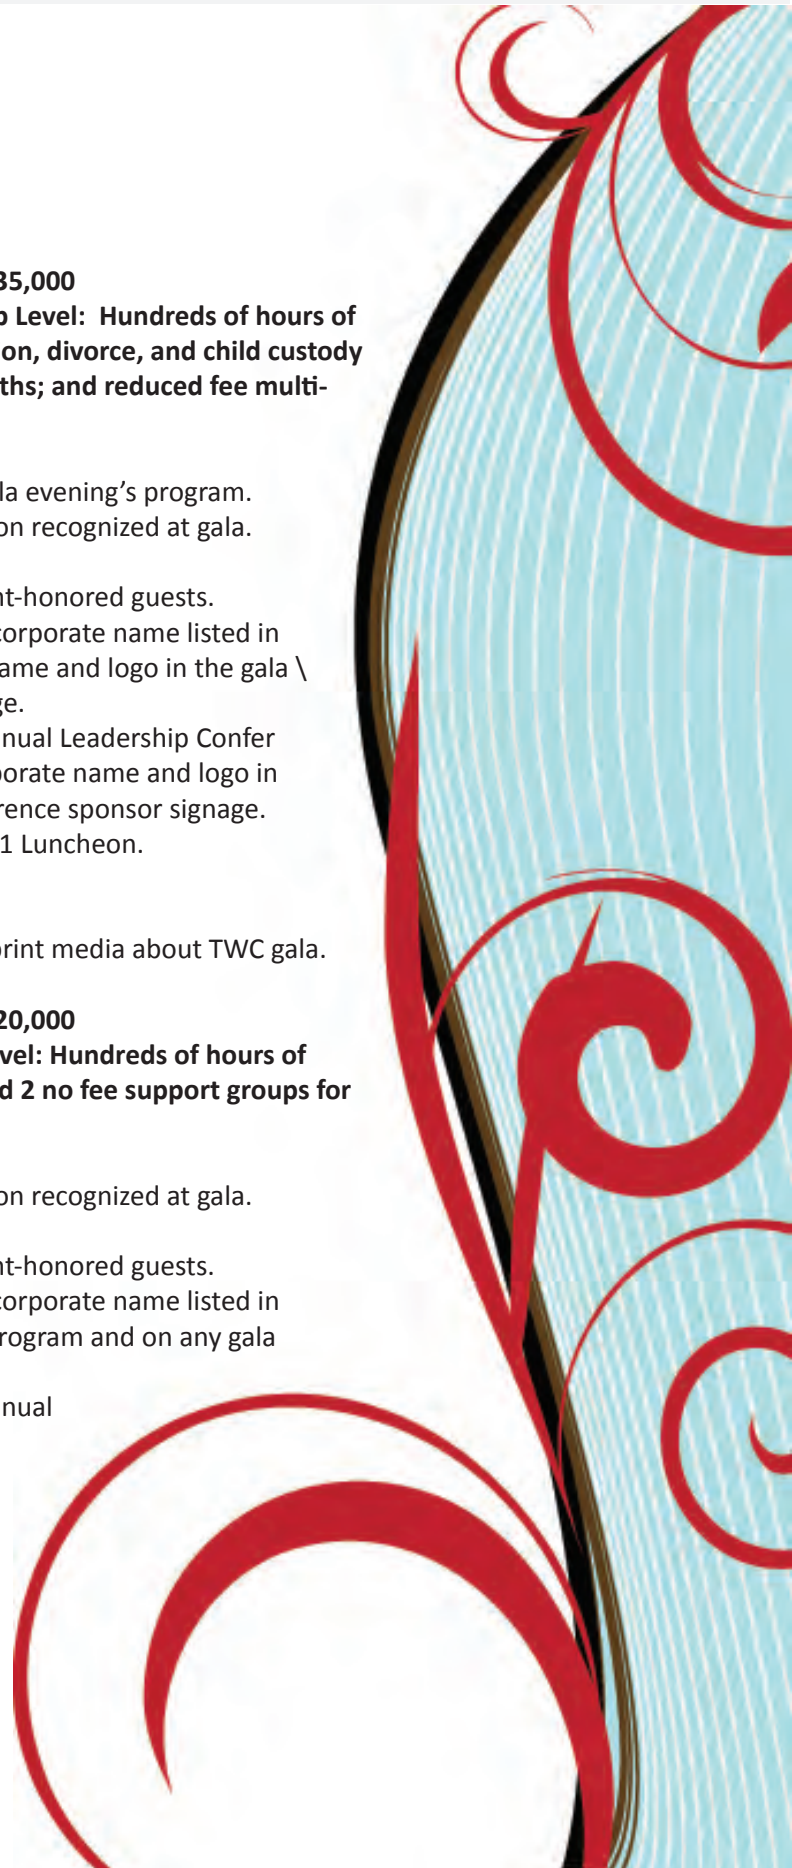 35,000
p Level:  Hundreds of hours of
on, divorce, and child custody
ths; and reduced fee multi-
la evening’s program.
on recognized at gala.
nt-honored guests.
corporate name listed in
ame and logo in the gala \
ge.
nual Leadership Confer
porate name and logo in
rence sponsor signage.
1 Luncheon.
print media about TWC gala.
20,000
vel: Hundreds of hours of
d 2 no fee support groups for
on recognized at gala.
nt-honored guests.
corporate name listed in
program and on any gala
nual